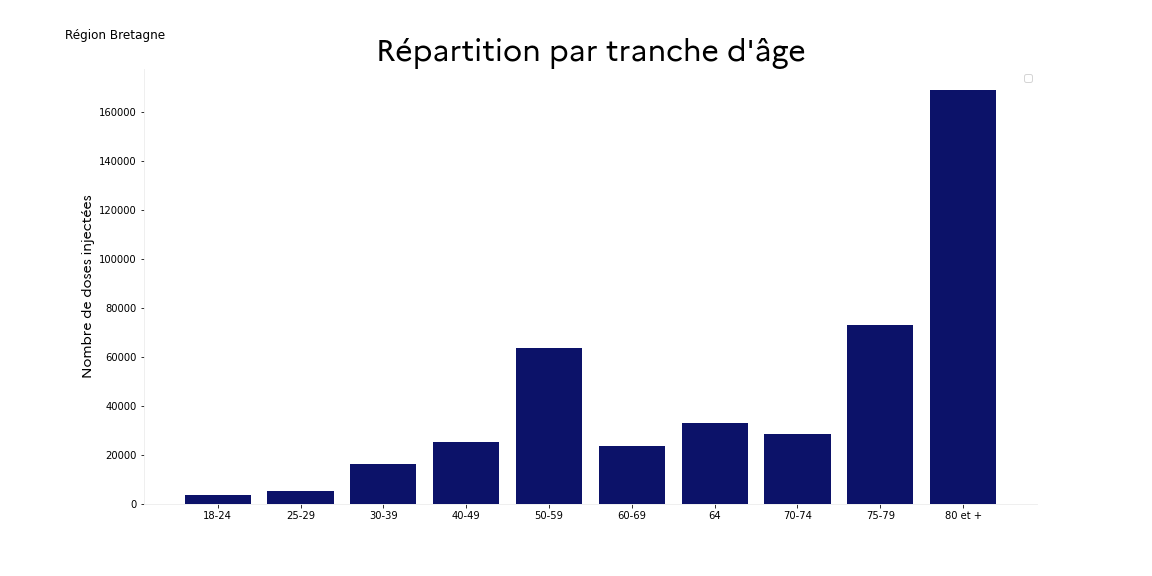 Région Bretagne
Répartition par tranche d'âge
Nombre de doses injectées
160000
140000
120000
100000
80000
60000
40000
20000
0
18-24 25-29 30-39 40-49 50-59 60-69 64 70-74 75-79 80 et +